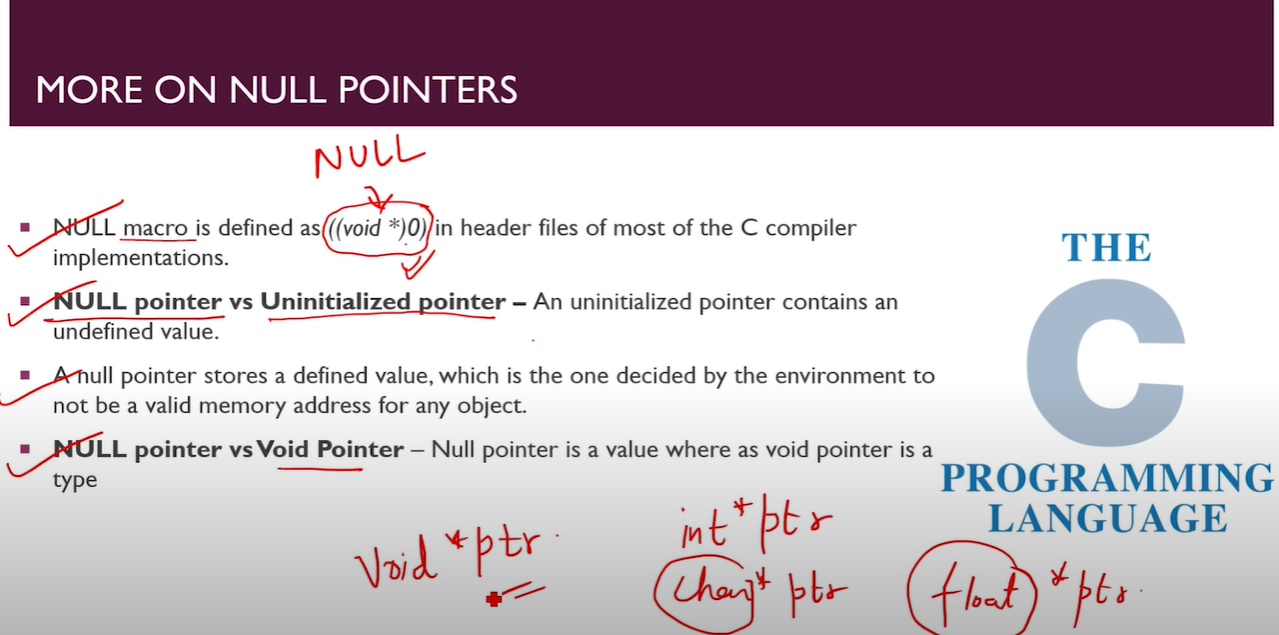 MORE ON NULL POINTERS
NULL
NULL macro is defined as ((void *)0) in header files of most of the C compiler
implementations.
NULL pointer vs Uninitialized pointer – An uninitialized pointer contains an
undefined value.
A null pointer stores a defined value, which is the one decided by the environment to
not be a valid memory address for any object.
NULL pointer vs Void Pointer – Null pointer is a value where as void pointer is a
type
THE
C
PROGRAMMING
LANGUAGE
Void *ptr
int *ptr
char * ptr
float * ptr